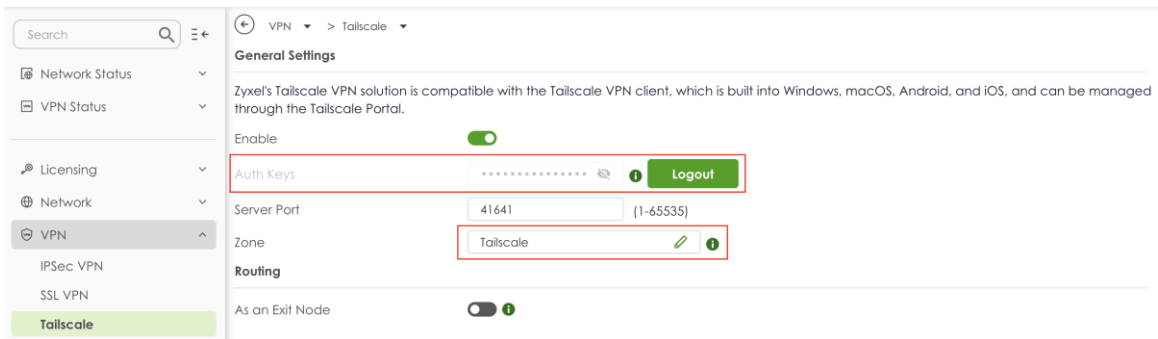 Search
VPN > Tailscale
General Settings
Network Status
VPN Status
Zyxel's Tailscale VPN solution is compatible with the Tailscale VPN client, which is built into Windows, macOS, Android, and iOS, and can be managed
through the Tailscale Portal.
Enable
Licensing
Auth Keys
Logout
Network
Server Port
41641
(1-65535)
VPN
Zone
Tailscale
IPSec VPN
Routing
SSL VPN
As an Exit Node
Tailscale